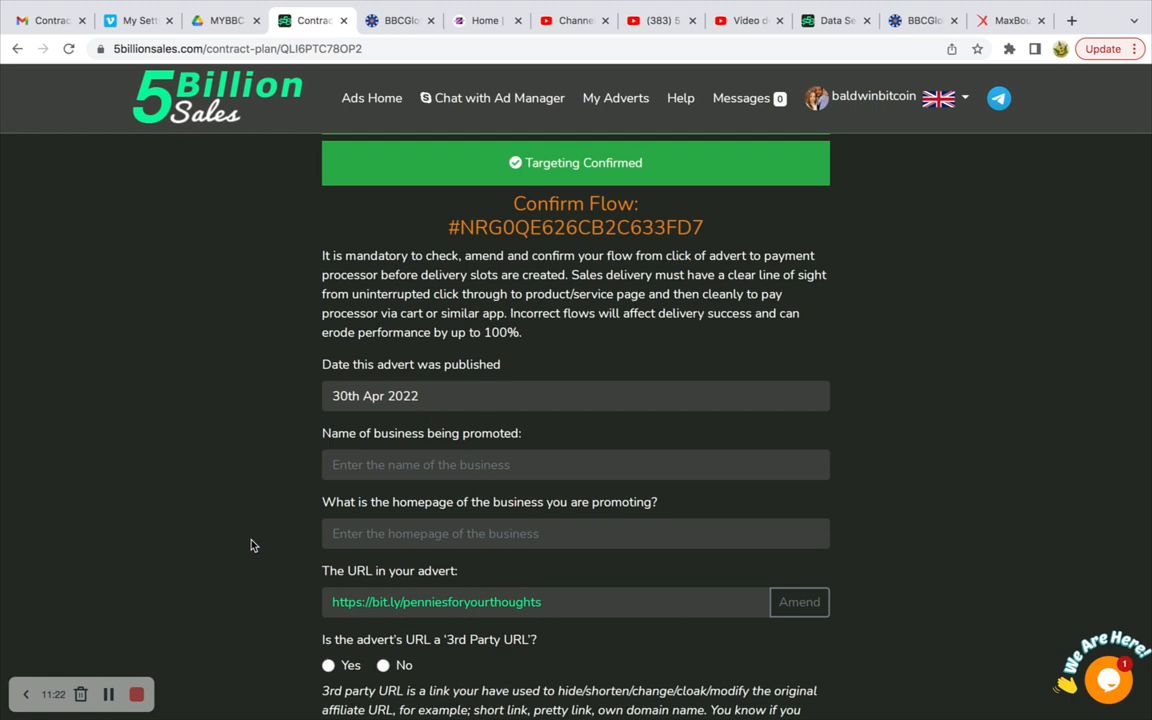 Contrac
My Sett
MYBBC
Contrac
BBCGlo
Home |
Channe
(383) 5
Video d
Data Se
BBCGlo
MaxBou
5billionsales.com/contract-plan/QLI6PTC78OP2
Update
5Billion
Sales
Ads Home
Chat with Ad Manager
My Adverts
Help
Messages 0
baldwinbitcoin
Targeting Confirmed
Confirm Flow:
#NRG0QE626CB2C633FD7
It is mandatory to check, amend and confirm your flow from click of advert to payment
processor before delivery slots are created. Sales delivery must have a clear line of sight
from uninterrupted click through to product/service page and then cleanly to pay
processor via cart or similar app. Incorrect flows will affect delivery success and can
erode performance by up to 100%.
Date this advert was published
30th Apr 2022
Name of business being promoted:
Enter the name of the business
What is the homepage of the business you are promoting?
Enter the homepage of the business
The URL in your advert:
https://bit.ly/penniesforyourthoughts
Amend
Is the advert's URL a '3rd Party URL'?
Yes
No
3rd party URL is a link your have used to hide/shorten/change/cloak/modify the original
affiliate URL, for example; short link, pretty link, own domain name. You know if you
11:22
We Are Here!
1